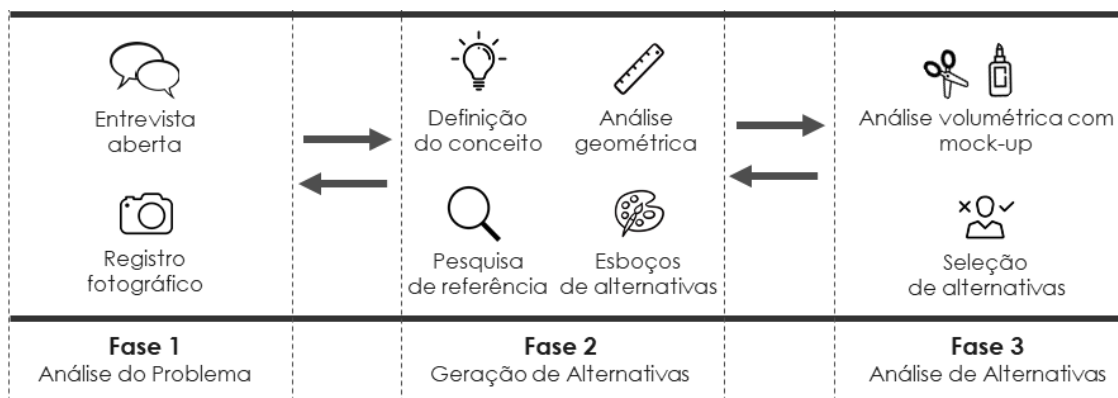 Entrevista
aberta
Registro
fotográfico
Definição
do conceito
Análise
geométrica
Pesquisa
de referência
Esboços
de alternativas
Análise volumétrica com
mock-up
Seleção
de alternativas
Fase 1
Análise do Problema
Fase 2
Geração de Alternativas
Fase 3
Análise de Alternativas